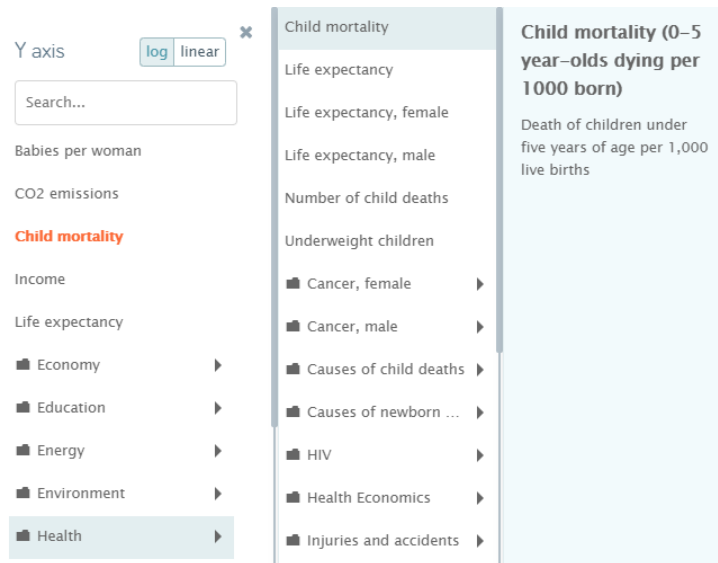 Y axis
log linear
Search...
Babies per woman
CO2 emissions
Child mortality
Income
Life expectancy
Economy
Education
Energy
Environment
Health
Child mortality
Life expectancy
Life expectancy, female
Life expectancy, male
Number of child deaths
Underweight children
Cancer, female
Cancer, male
Causes of child deaths
Causes of newborn ...
HIV
Health Economics
Injuries and accidents
Child mortality (0–5
year–olds dying per
1000 born)
Death of children under
five years of age per 1,000
live births